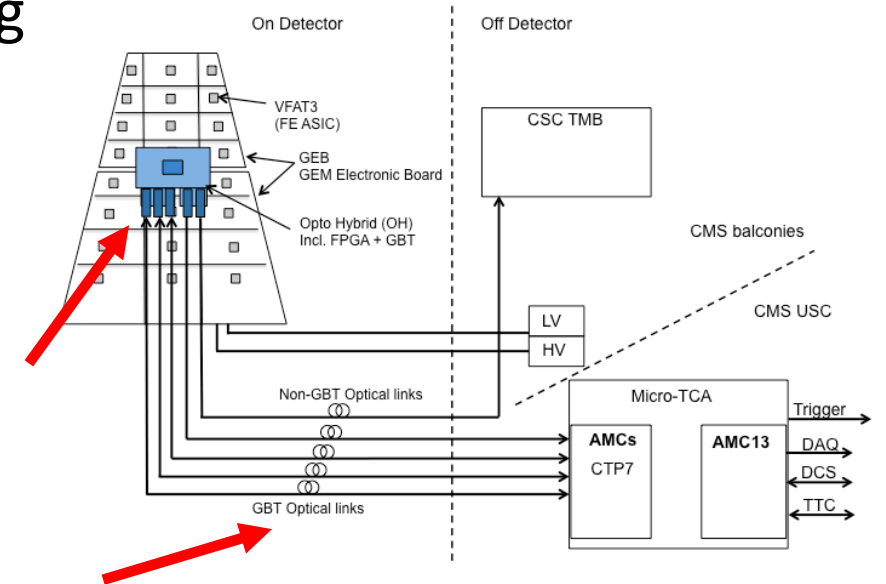 g
On Detector
Off Detector
VFAT3
(FE ASIC)
GEB
GEM Electronic Board
Opto Hybrid (OH)
Incl. FPGA + GBT
CSC TMB
CMS balconies
CMS USC
LV
HV
Non-GBT Optical links
GBT Optical links
Micro-TCA
AMCs
CTP7
AMC13
Trigger
DAQ
DCS
TTC